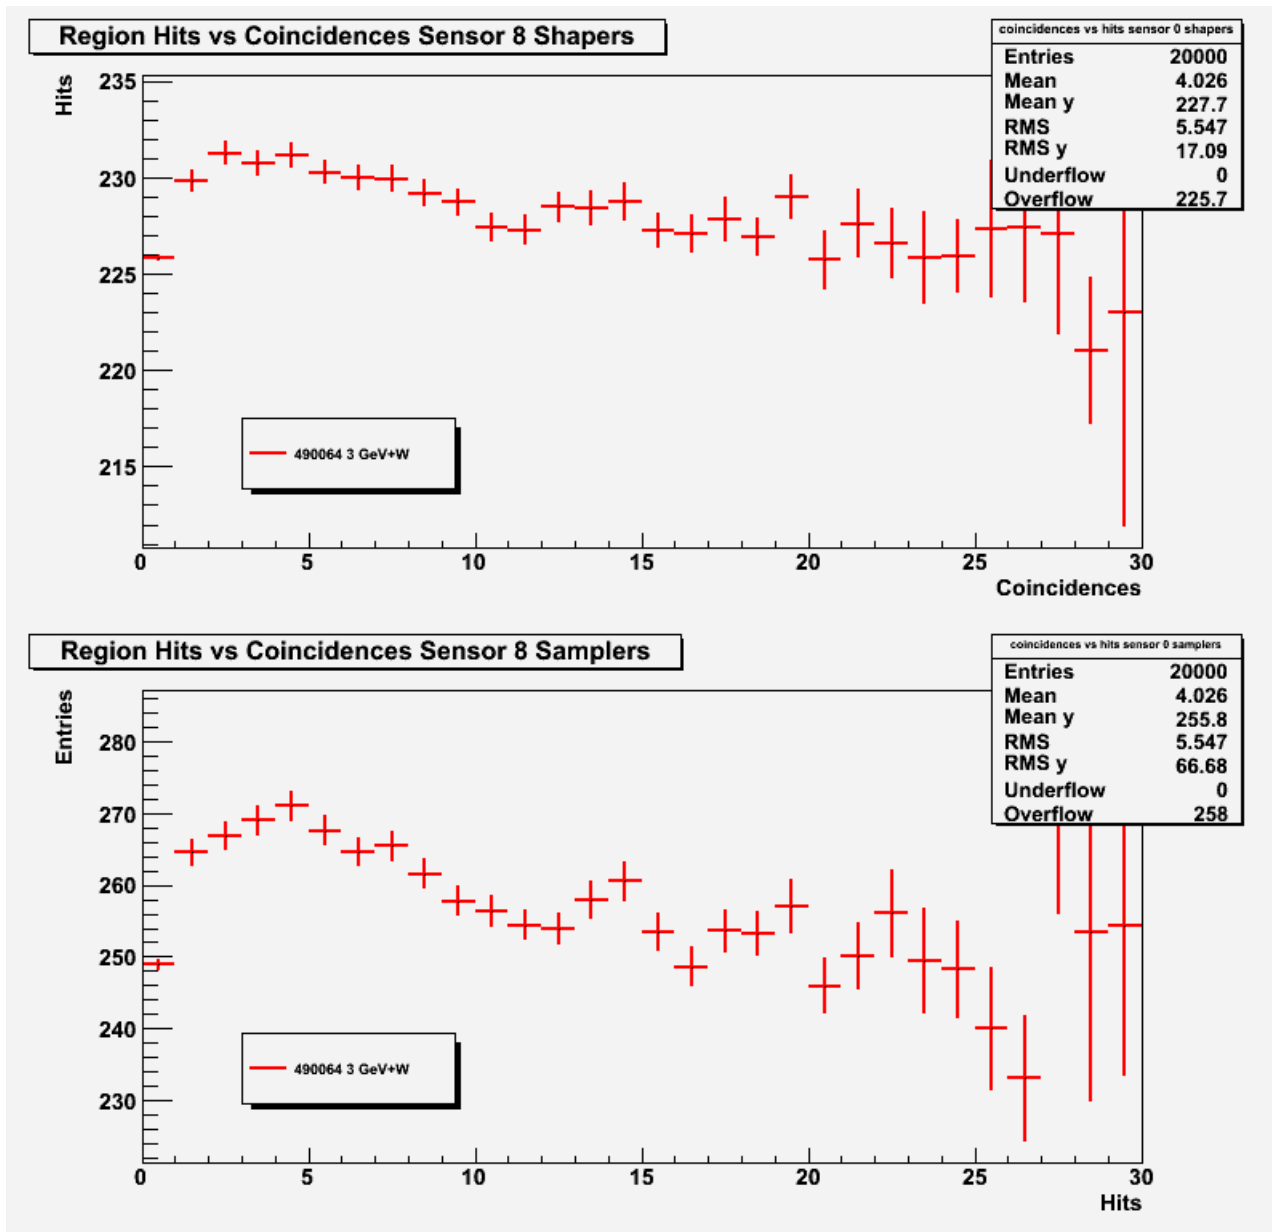 Region Hits vs Coincidences Sensor 8 Shapers
coincidences vs hits sensor 0 shapers
Entries 20000
Mean 4.026
Mean y 227.7
RMS 5.547
RMS y 17.09
Underflow 0
Overflow 225.7
Hits
235
230
225
220
215
490064 3 GeV+W
0 5 10 15 20 25 30
Coincidences
Region Hits vs Coincidences Sensor 8 Samplers
coincidences vs hits sensor 0 samplers
Entries 20000
Mean 4.026
Mean y 255.8
RMS 5.547
RMS y 66.68
Underflow 0
Overflow 258
Entries
280
270
260
250
240
230
490064 3 GeV+W
0 5 10 15 20 25 30
Hits